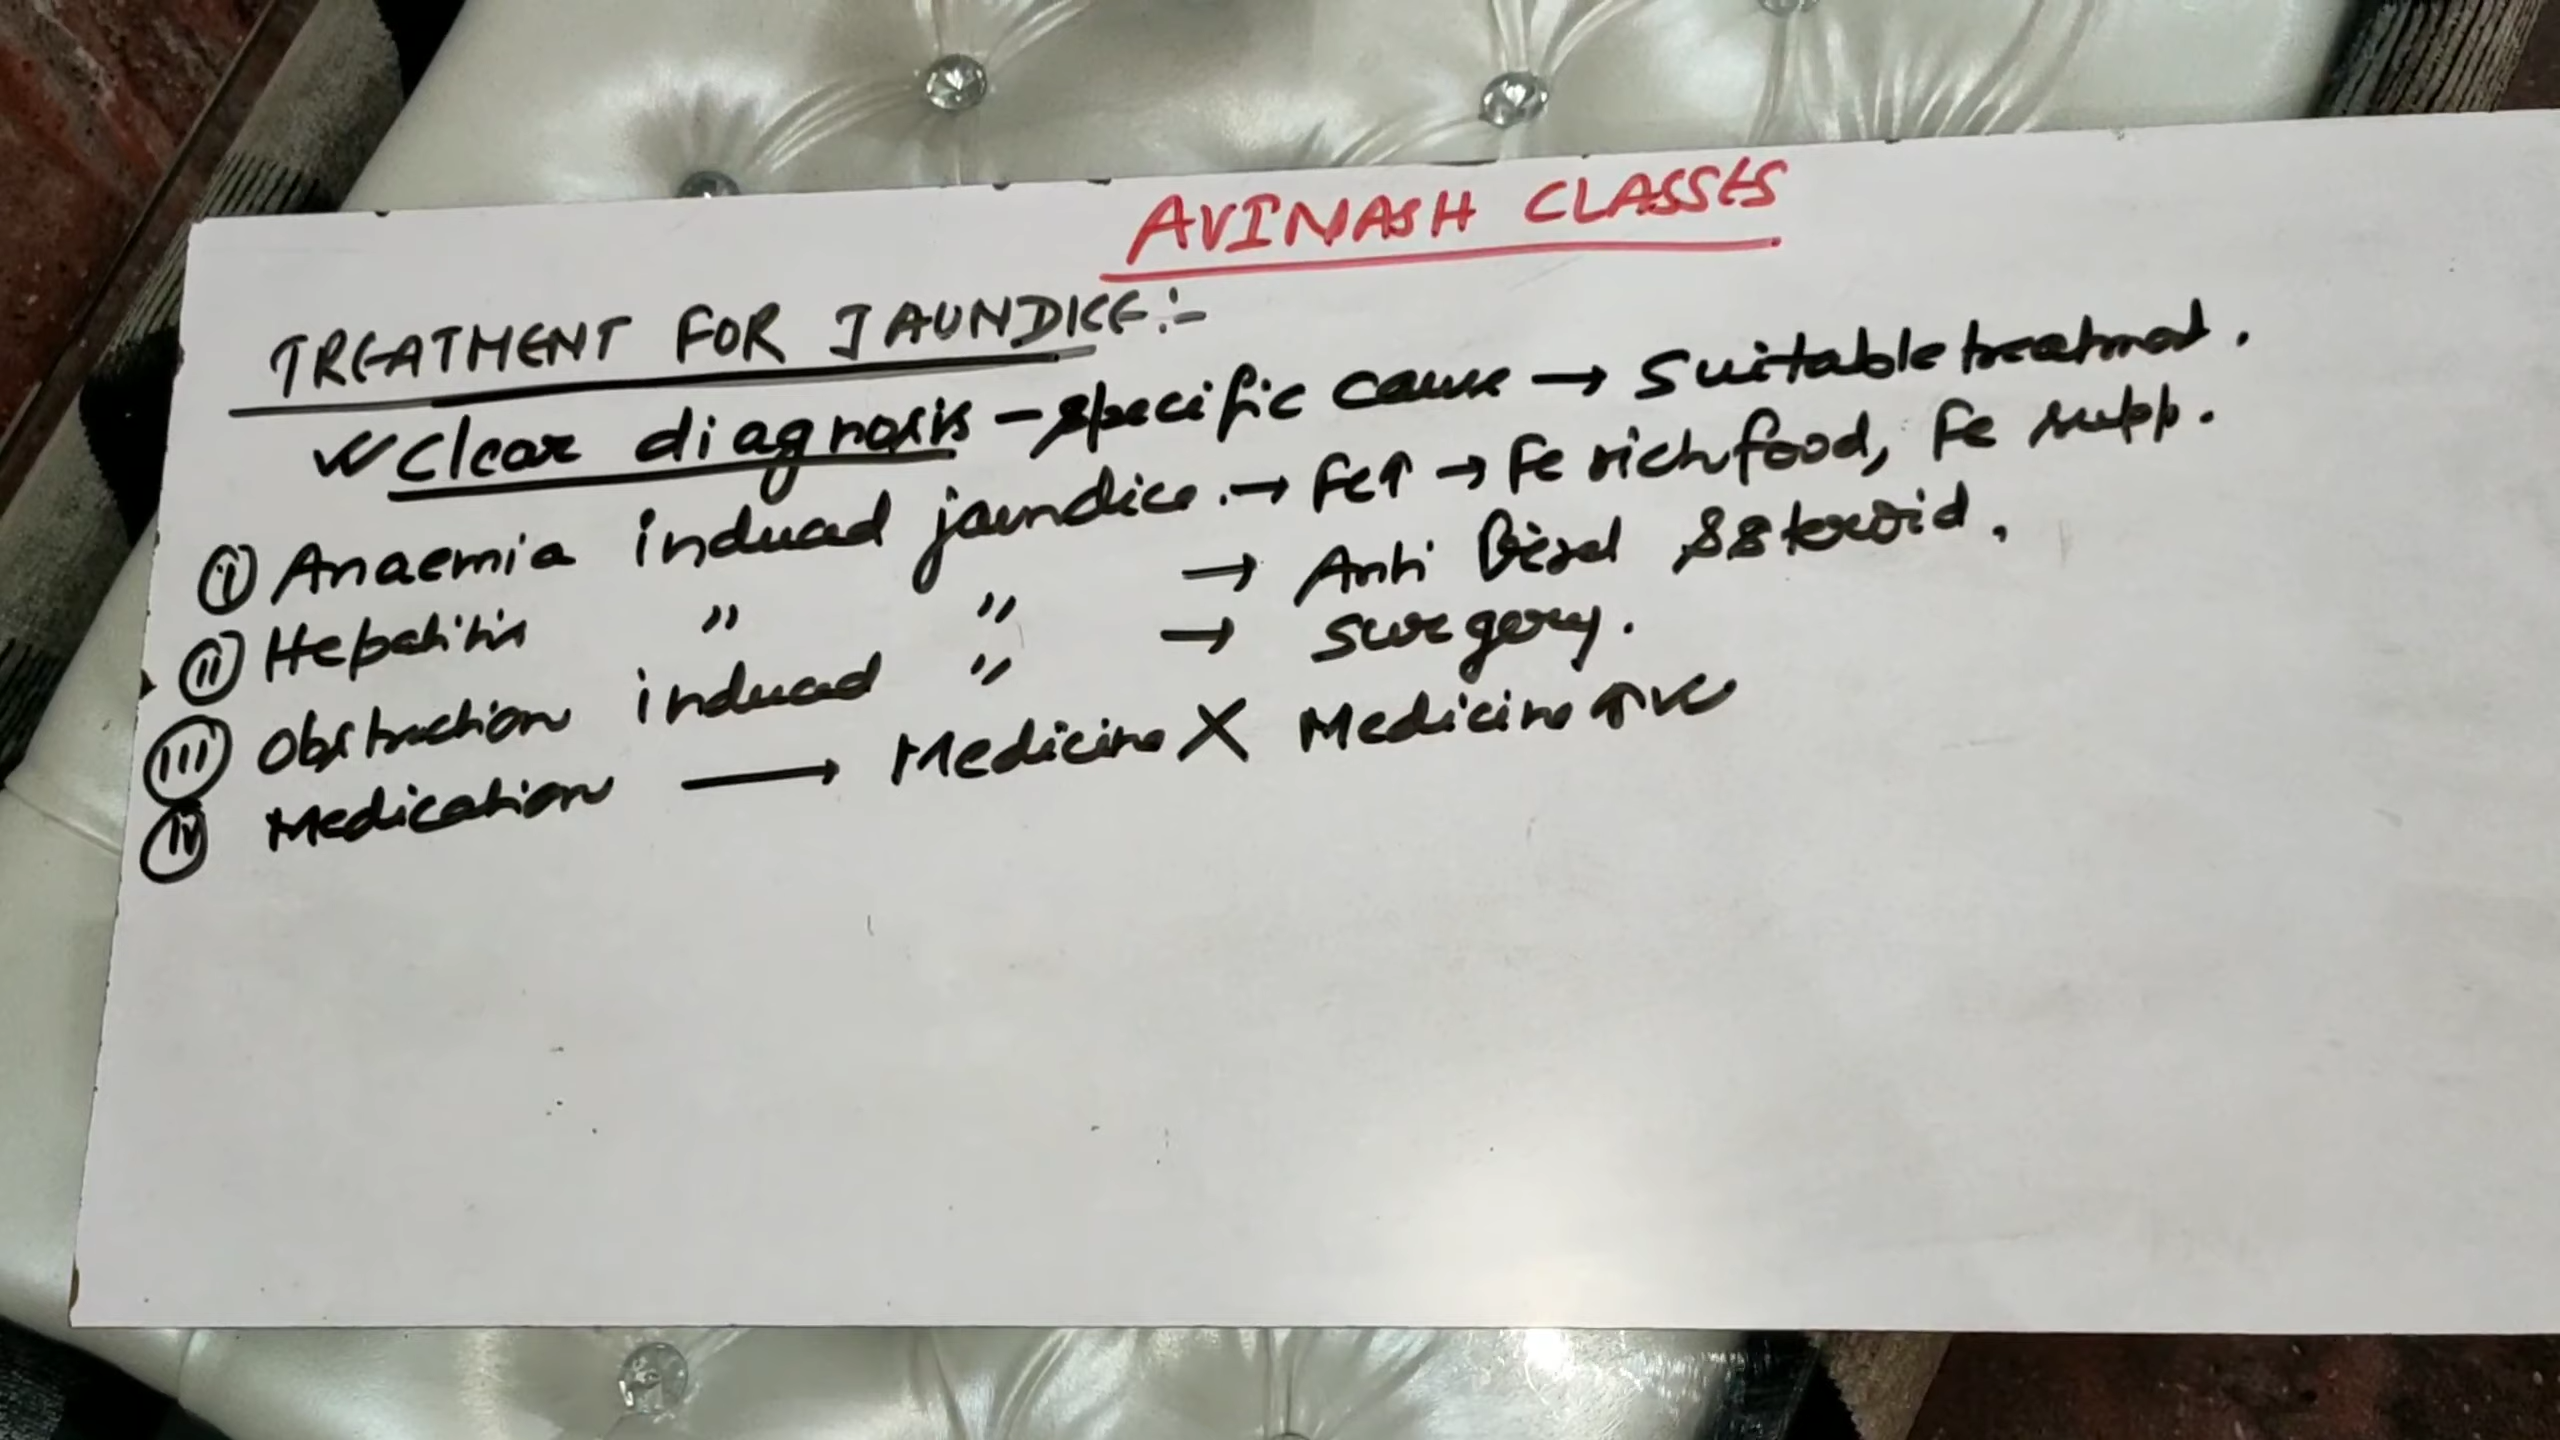 AVINASH CLASSES
TREATMENT FOR JAUNDICE:-
Clear diagnosis - specific cause → Suitable treatment.
(i) Anaemia induced jaundice. → Fe↑ → Fe rich food, Fe supp.
(ii) Hepatitis " " → Anti Viral steroid.
(iii) Obstruction induced " → Surgery.
(iv) Medication → Medicine X Medicine